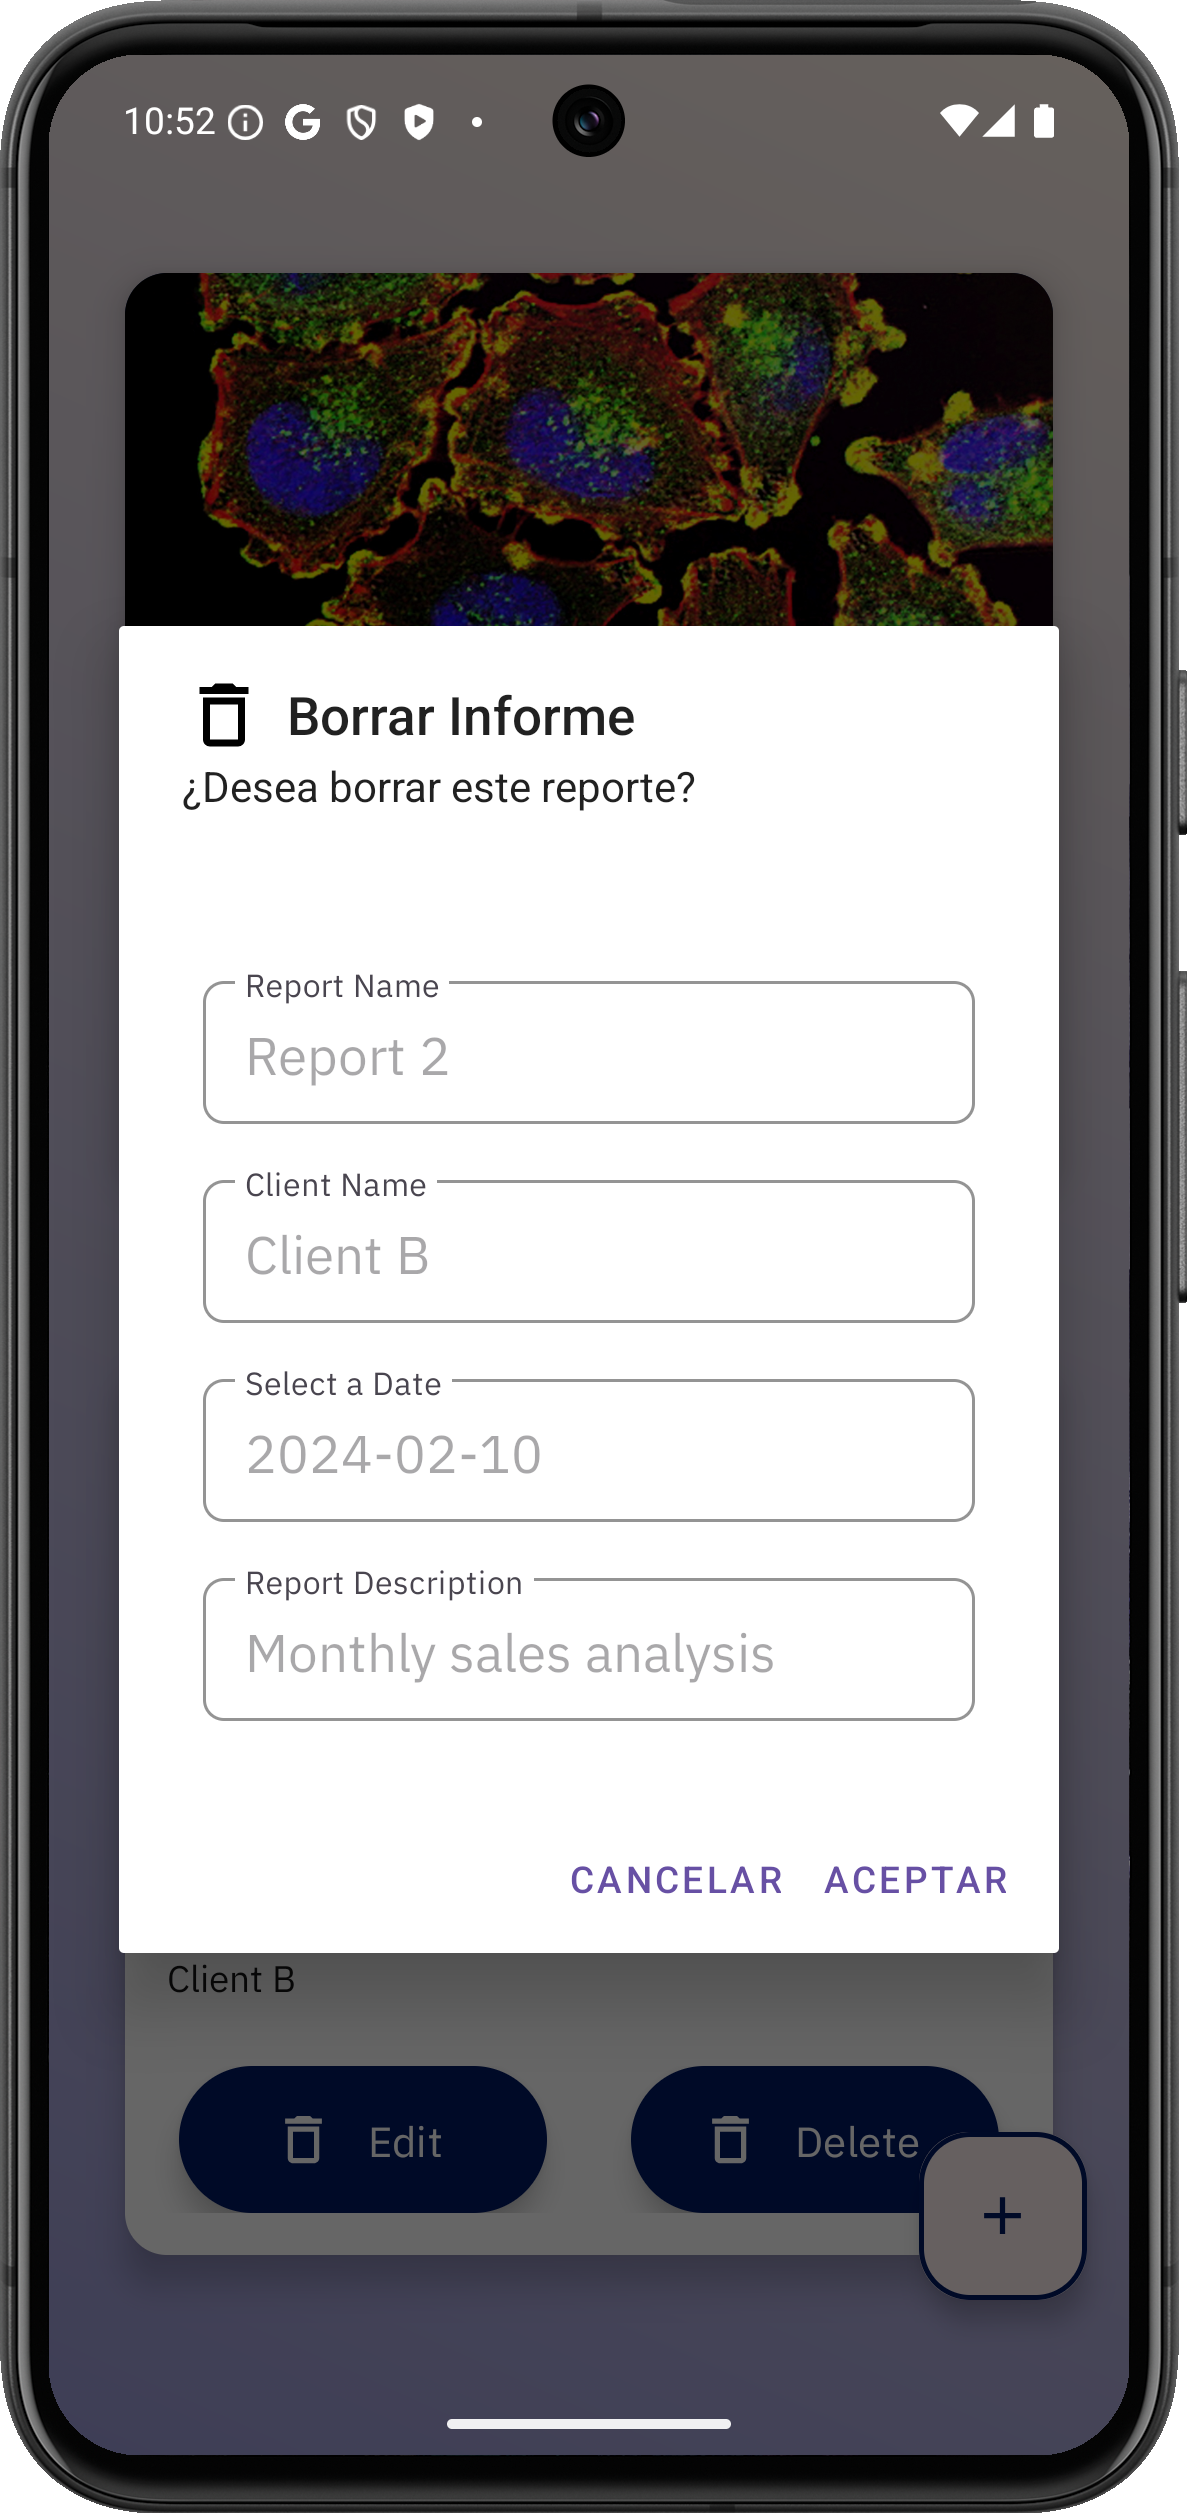 10:52
Borrar Informe
¿Desea borrar este reporte?
Report Name
Report 2
Client Name
Client B
Select a Date
2024-02-10
Report Description
Monthly sales analysis
CANCELAR ACEPTAR
Client B
Edit Delete
+